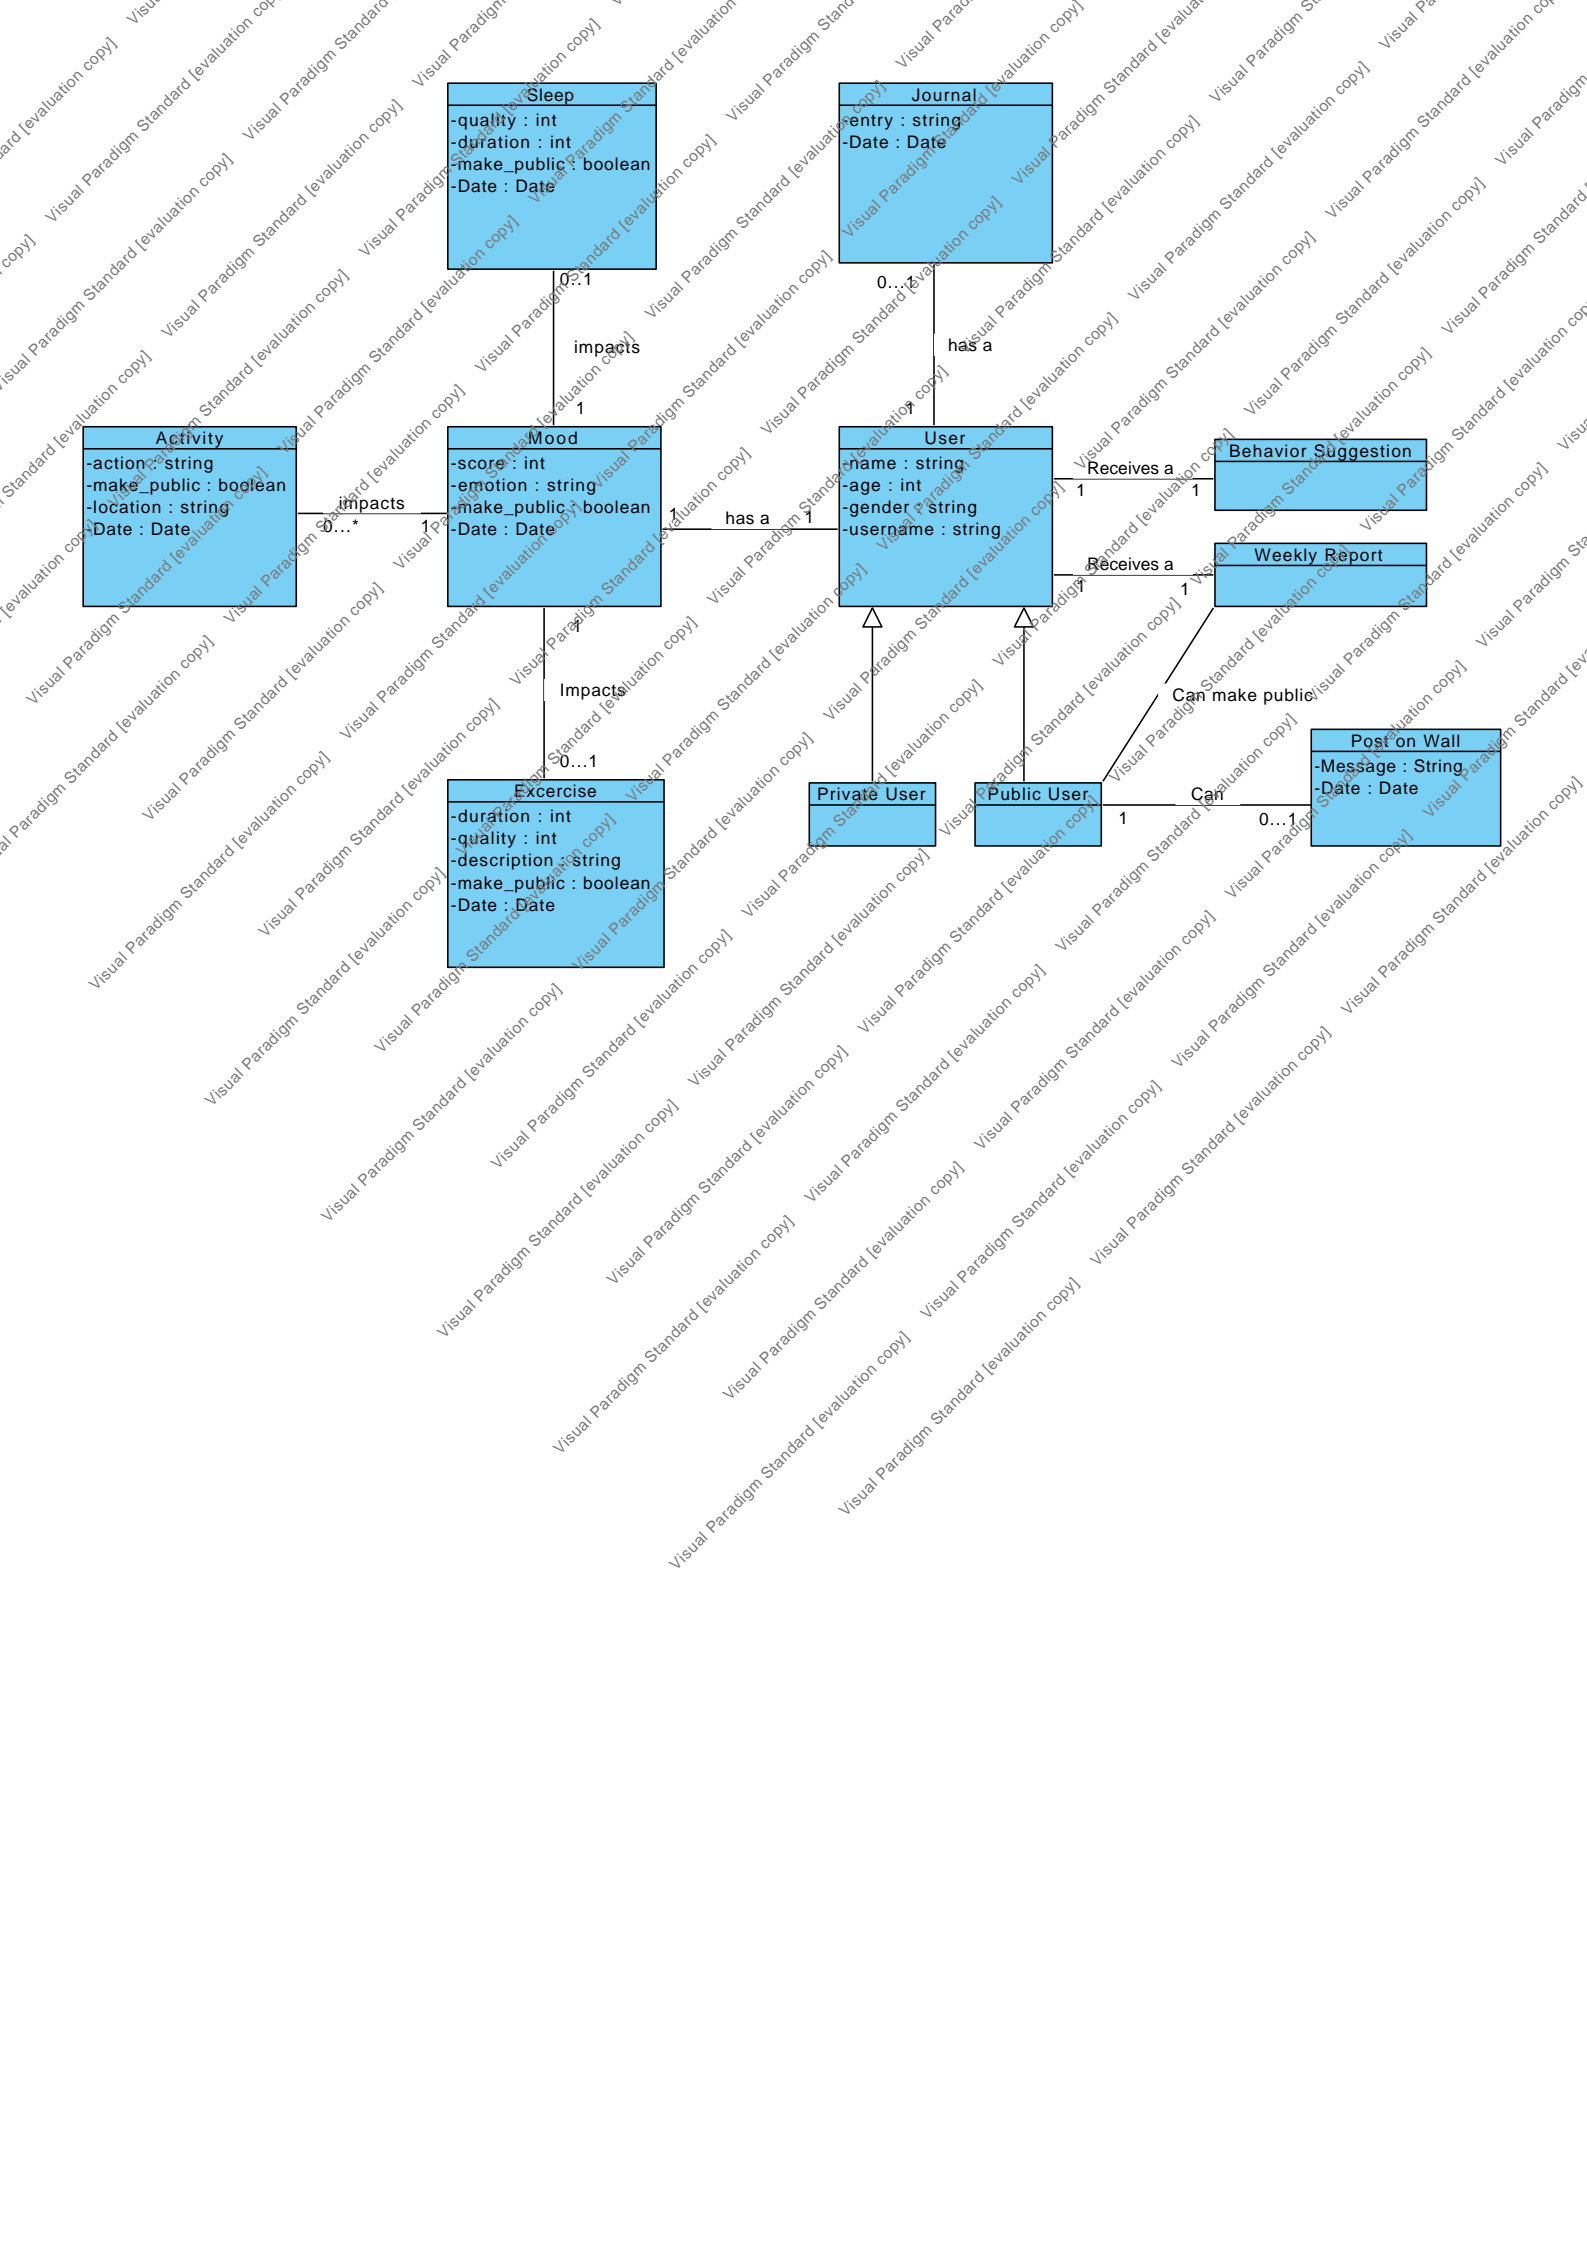 Sleep
-quality : int
-duration : int
-make_public : boolean
-Date : Date
Journal
-entry : string
-Date : Date
0..1
impacts
1
0...1
has a
1
Activity
-action : string
-make_public : boolean
-location : string
-Date : Date
impacts
0...*
1
Mood
-score : int
-emotion : string
-make_public : boolean
-Date : Date
1
has a
1
User
-name : string
-age : int
-gender : string
-username : string
Receives a
1
1
Behavior Suggestion
Receives a
1
1
Weekly Report
1
Impacts
0...1
Can make public
Excercise
-duration : int
-quality : int
-description : string
-make_public : boolean
-Date : Date
Private User
Public User
Can
1
0...1
Post on Wall
-Message : String
-Date : Date
Visual Paradigm Standard [evaluation copy]